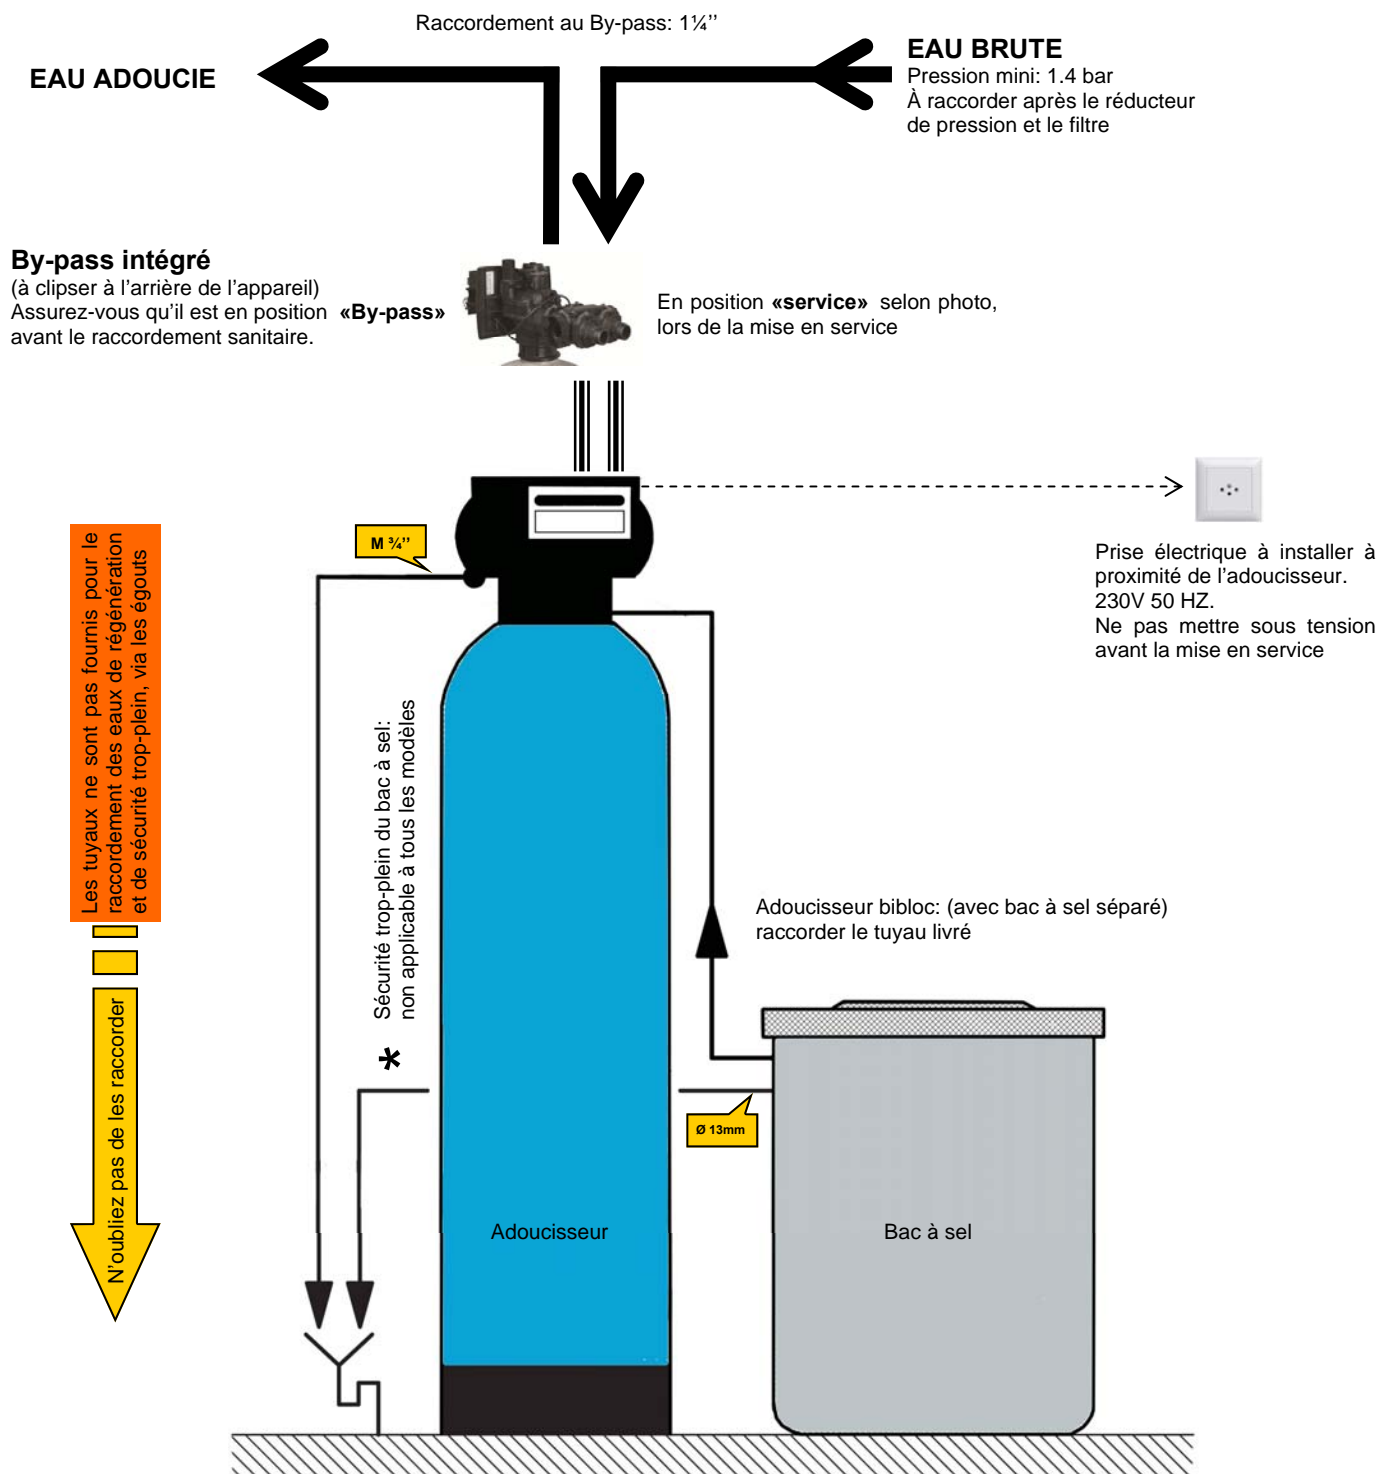 Raccordement au By-pass: 1¼’’
EAU ADOUCIE
EAU BRUTE
Pression mini: 1.4 bar
À raccorder après le réducteur
de pression et le filtre
By-pass intégré
(à clipser à l’arrière de l’appareil)
Assurez-vous qu’il est en position «By-pass»
avant le raccordement sanitaire.
En position «service» selon photo,
lors de la mise en service
M ¾’’
Prise électrique à installer à
proximité de l’adoucisseur.
230V 50 HZ.
Ne pas mettre sous tension
avant la mise en service
Les tuyaux ne sont pas fournis pour le
raccordement des eaux de régénération
et de sécurité trop-plein, via les égouts
N’oubliez pas de les raccorder
* Sécurité trop-plein du bac à sel:
non applicable à tous les modèles
Adoucisseur bibloc: (avec bac à sel séparé)
raccorder le tuyau livré
Ø 13mm
Adoucisseur
Bac à sel